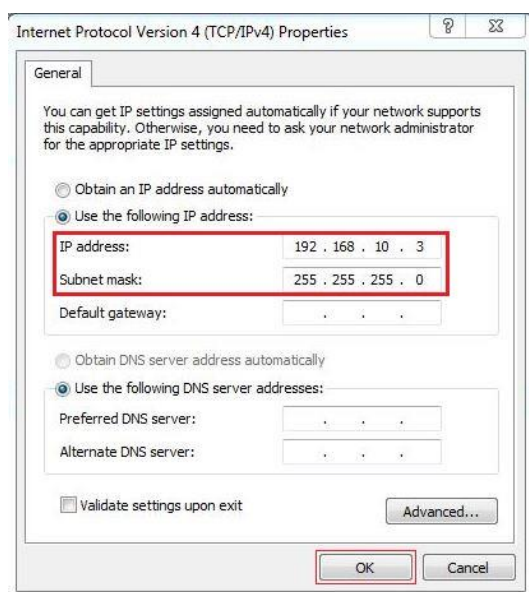 Internet Protocol Version 4 (TCP/IPv4) Properties
General
You can get IP settings assigned automatically if your network supports
this capability. Otherwise, you need to ask your network administrator
for the appropriate IP settings.
Obtain an IP address automatically
Use the following IP address:
IP address: 192 . 168 . 10 . 3
Subnet mask: 255 . 255 . 255 . 0
Default gateway: . . .
Obtain DNS server address automatically
Use the following DNS server addresses:
Preferred DNS server: . . .
Alternate DNS server: . . .
Validate settings upon exit
Advanced...
OK Cancel